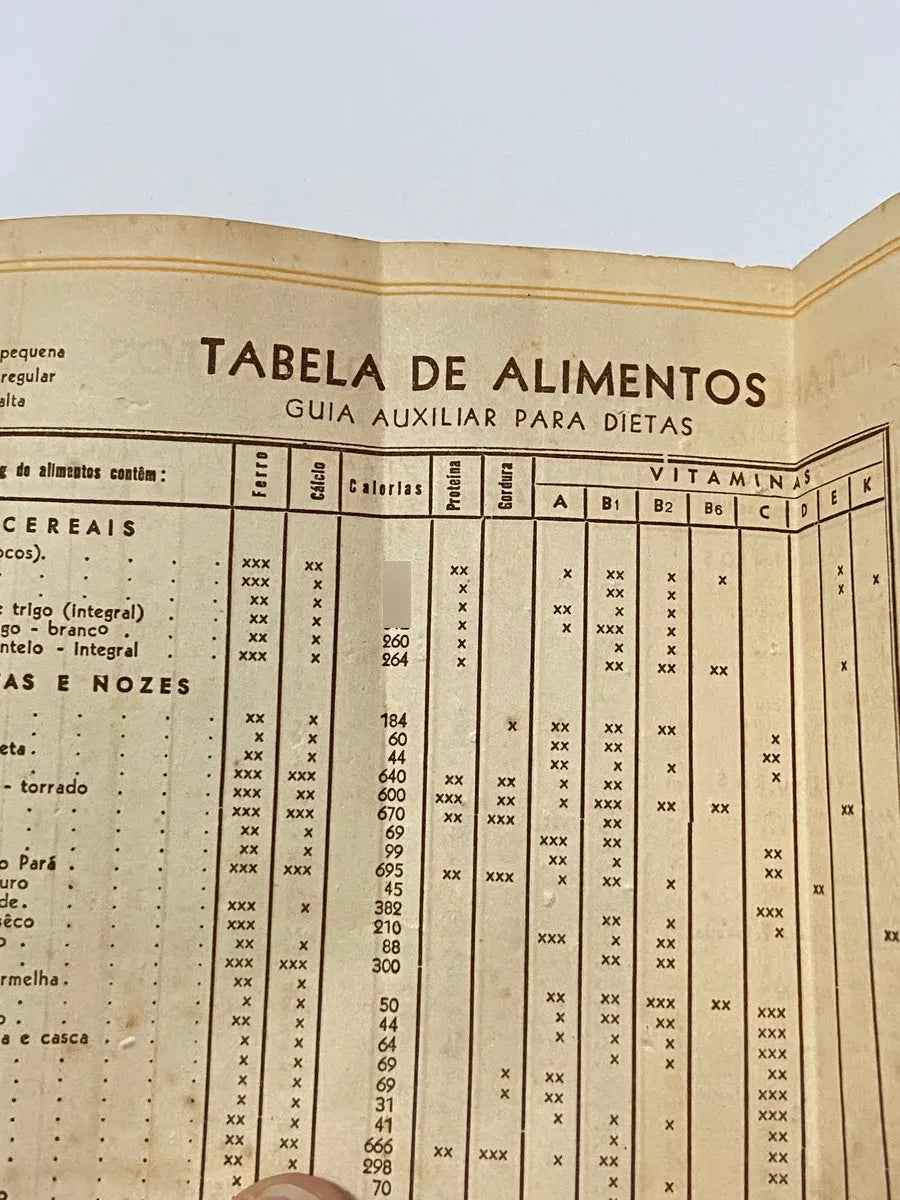 pequena
regular
alta
TABELA DE ALIMENTOS
GUIA AUXILIAR PARA DIETAS
g de alimentos contêm: Ferro Cálcio Calorias Proteina Gordura VITAMINAS
A B1 B2 B6 C D E K
CEREAIS
ocos). xxx xx xx x xx x x x
xxx x x xx x x x
xx x x xx x x
trigo (integral) xx x x x xxx x
go - branco . xx x 260 x x x
ntelo - Integral xxx x 264 x xx xx xx x
AS E NOZES
xx x 184 x xx xx xx x
x x 60 xx xx xx
eta. xx x 44 xx x x x
xxx xxx 640 xx xx x xx
- torrado xxx xx 600 xxx xx x xxx xx xx xx
xxx xxx 670 xx xxx xx
xx x 69 xxx xx xx
xx x 99 xx x xx
o Pará . xxx xxx 695 xx xxx x xx x xx
uro 45 xxx
de. xxx x 382 xx x x
sêco xxx 210 xxx x xx xx
o . xx x 88 xx xx
xxx xxx 300
rmelha. xx x xx xx xxx xx xxx
x x 50 x xx xx xxx
o. xx x 44 x x x xxx
a e casca x x 64 x x xx
x x 69 x xx xxx
x x 69 x xx xxx
x x 31 x x x xx
xx x 41 x xx
xx xx 666 xx xxx x xx xx
xx x 298 x x
x 70